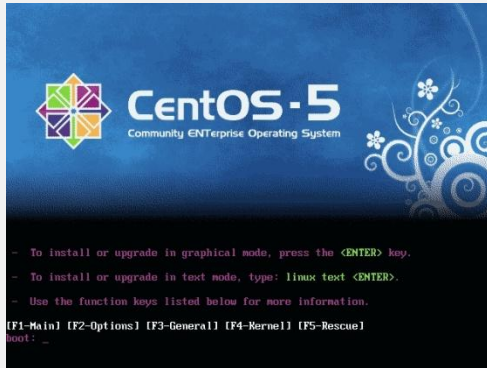 CentOS-5
Community ENTerprise Operating System
- To install or upgrade in graphical mode, press the <ENTER> key.
- To install or upgrade in text mode, type: linux text <ENTER>.
- Use the function keys listed below for more information.
[F1-Main] [F2-Options] [F3-General] [F4-Kernel] [F5-Rescue]
boot: _